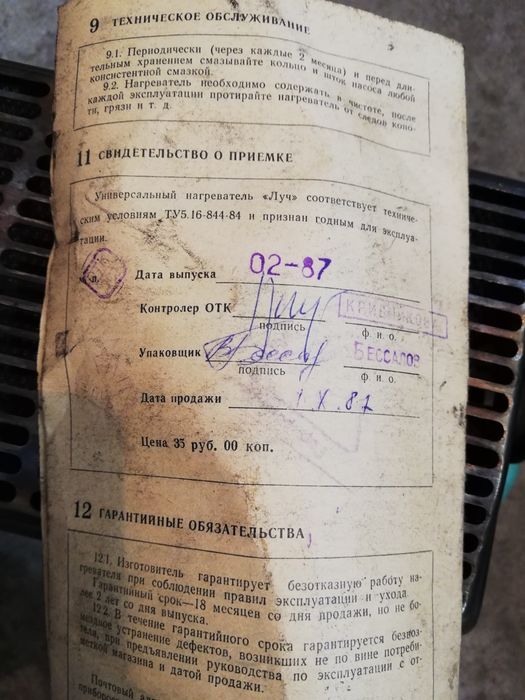 9 ТЕХНИЧЕСКОЕ ОБСЛУЖИВАНИЕ
9.1. Периодически (через каждые 2 месяца) и перед дли-
тельным хранением смазывайте кольцо и шток насоса любой
консистентной смазкой.
9.2. Нагреватель необходимо содержать в чистоте, после
каждой эксплуатации протирайте нагреватель от следов копо-
ти, грязи и т. д.
11 СВИДЕТЕЛЬСТВО О ПРИЕМКЕ
Универсальный нагреватель «Луч» соответствует техниче-
ским условиям ТУ5.16-844-84 и признан годным для эксплуа-
тации.
Дата выпуска 02-87
Контролер ОТК
подпись ф. и. о.
Упаковщик БЕССАЛОВ
подпись ф. и. о.
Дата продажи 1 X. 87
Цена 35 руб. 00 коп.
12 ГАРАНТИЙНЫЕ ОБЯЗАТЕЛЬСТВА
12.1. Изготовитель гарантирует безотказную работу на-
гревателя при соблюдении правил эксплуатации и ухода.
Гарантийный срок—18 месяцев со дня продажи, но не бо-
лее 2 лет со дня выпуска.
12.2. В течение гарантийного срока гарантируется безвоз-
мездное устранение дефектов, возникших не по вине потреби-
теля, при предъявлении руководства по эксплуатации с от-
меткой магазина и датой продажи.
Почтовый